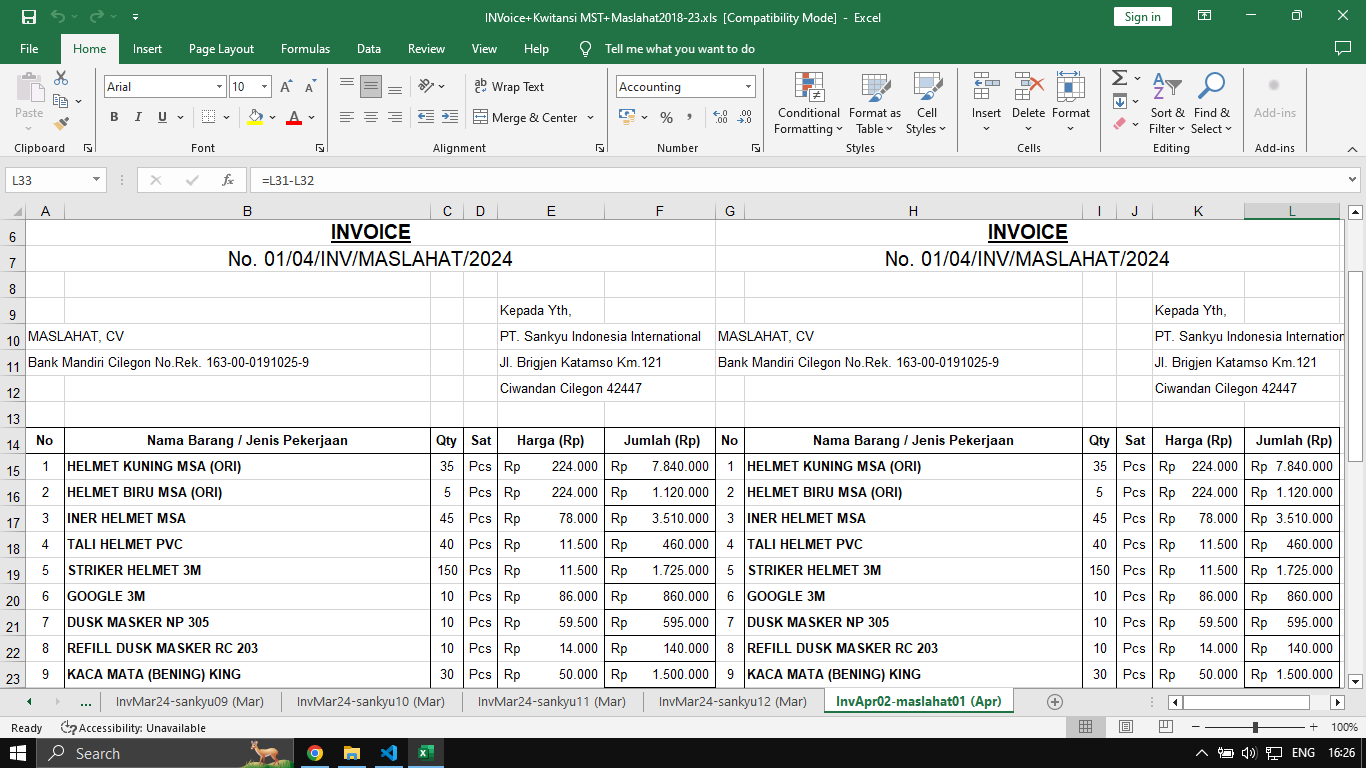 INVoice+Kwitansi MST+Maslahat2018-23.xls [Compatibility Mode] - Excel
Sign in
File Home Insert Page Layout Formulas Data Review View Help Tell me what you want to do
Arial 10 Wrap Text Accounting
Paste B I U Merge & Center % Conditional Formatting Format as Table Cell Styles Insert Delete Format Sort & Filter Find & Select Add-ins
Clipboard Font Alignment Number Styles Cells Editing Add-ins
L33 fx =L31-L32
A B C D E F G H I J K L
6 INVOICE INVOICE
7 No. 01/04/INV/MASLAHAT/2024 No. 01/04/INV/MASLAHAT/2024
8
9 Kepada Yth, Kepada Yth,
10 MASLAHAT, CV PT. Sankyu Indonesia International MASLAHAT, CV PT. Sankyu Indonesia Internation
11 Bank Mandiri Cilegon No.Rek. 163-00-0191025-9 Jl. Brigjen Katamso Km.121 Bank Mandiri Cilegon No.Rek. 163-00-0191025-9 Jl. Brigjen Katamso Km.121
12 Ciwandan Cilegon 42447 Ciwandan Cilegon 42447
13
14 No Nama Barang / Jenis Pekerjaan Qty Sat Harga (Rp) Jumlah (Rp) No Nama Barang / Jenis Pekerjaan Qty Sat Harga (Rp) Jumlah (Rp)
15 1 HELMET KUNING MSA (ORI) 35 Pcs Rp 224.000 Rp 7.840.000 1 HELMET KUNING MSA (ORI) 35 Pcs Rp 224.000 Rp 7.840.000
16 2 HELMET BIRU MSA (ORI) 5 Pcs Rp 224.000 Rp 1.120.000 2 HELMET BIRU MSA (ORI) 5 Pcs Rp 224.000 Rp 1.120.000
17 3 INER HELMET MSA 45 Pcs Rp 78.000 Rp 3.510.000 3 INER HELMET MSA 45 Pcs Rp 78.000 Rp 3.510.000
18 4 TALI HELMET PVC 40 Pcs Rp 11.500 Rp 460.000 4 TALI HELMET PVC 40 Pcs Rp 11.500 Rp 460.000
19 5 STRIKER HELMET 3M 150 Pcs Rp 11.500 Rp 1.725.000 5 STRIKER HELMET 3M 150 Pcs Rp 11.500 Rp 1.725.000
20 6 GOOGLE 3M 10 Pcs Rp 86.000 Rp 860.000 6 GOOGLE 3M 10 Pcs Rp 86.000 Rp 860.000
21 7 DUSK MASKER NP 305 10 Pcs Rp 59.500 Rp 595.000 7 DUSK MASKER NP 305 10 Pcs Rp 59.500 Rp 595.000
22 8 REFILL DUSK MASKER RC 203 10 Pcs Rp 14.000 Rp 140.000 8 REFILL DUSK MASKER RC 203 10 Pcs Rp 14.000 Rp 140.000
23 9 KACA MATA (BENING) KING 30 Pcs Rp 50.000 Rp 1.500.000 9 KACA MATA (BENING) KING 30 Pcs Rp 50.000 Rp 1.500.000
... InvMar24-sankyu09 (Mar) InvMar24-sankyu10 (Mar) InvMar24-sankyu11 (Mar) InvMar24-sankyu12 (Mar) InvApr02-maslahat01 (Apr)
Ready Accessibility: Unavailable 100%
Search ENG 16:26